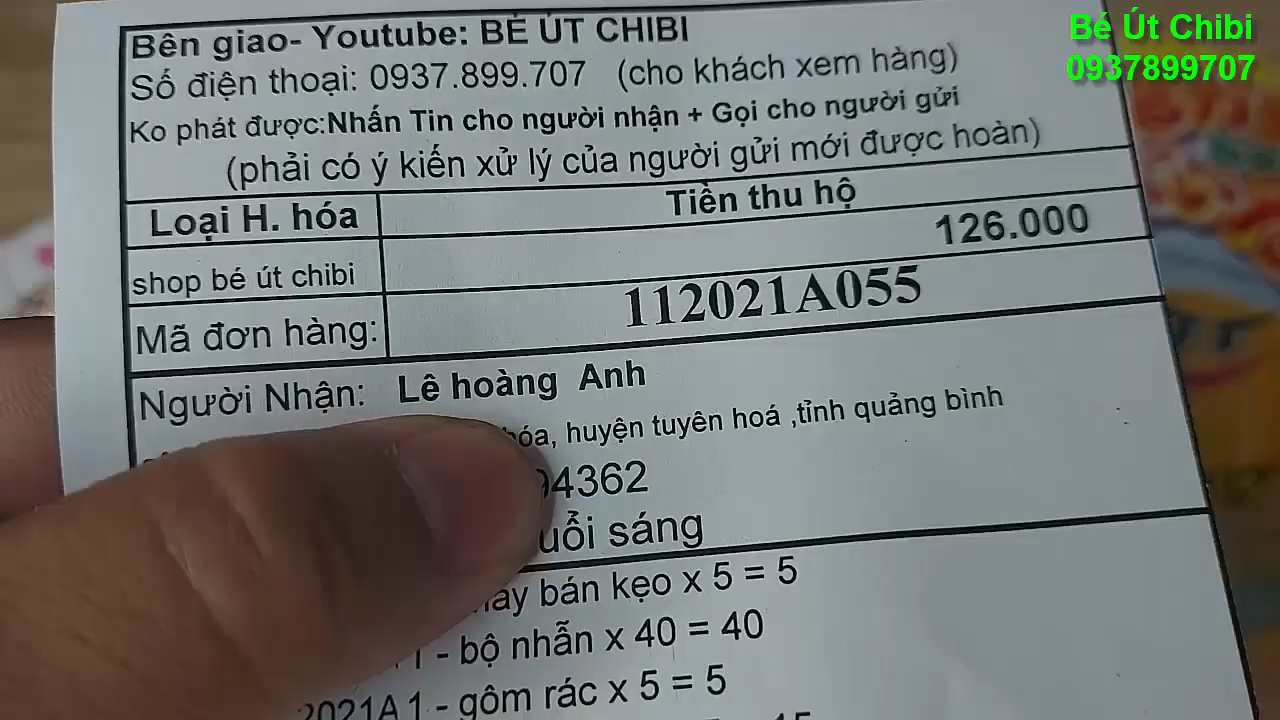 Bé Út Chibi
0937899707
Bên giao- Youtube: BÉ ÚT CHIBI
Số điện thoại: 0937.899.707 (cho khách xem hàng)
Ko phát được:Nhấn Tin cho người nhận + Gọi cho người gửi
(phải có ý kiến xử lý của người gửi mới được hoàn)
Loại H. hóa Tiền thu hộ
shop bé út chibi 126.000
Mã đơn hàng: 112021A055
Người Nhận: Lê hoàng Anh
huyện tuyên hoá ,tỉnh quảng bình
94362
sáng
bán kẹo x 5 = 5
- bộ nhẫn x 40 = 40
2021A 1 - gôm rác x 5 = 5